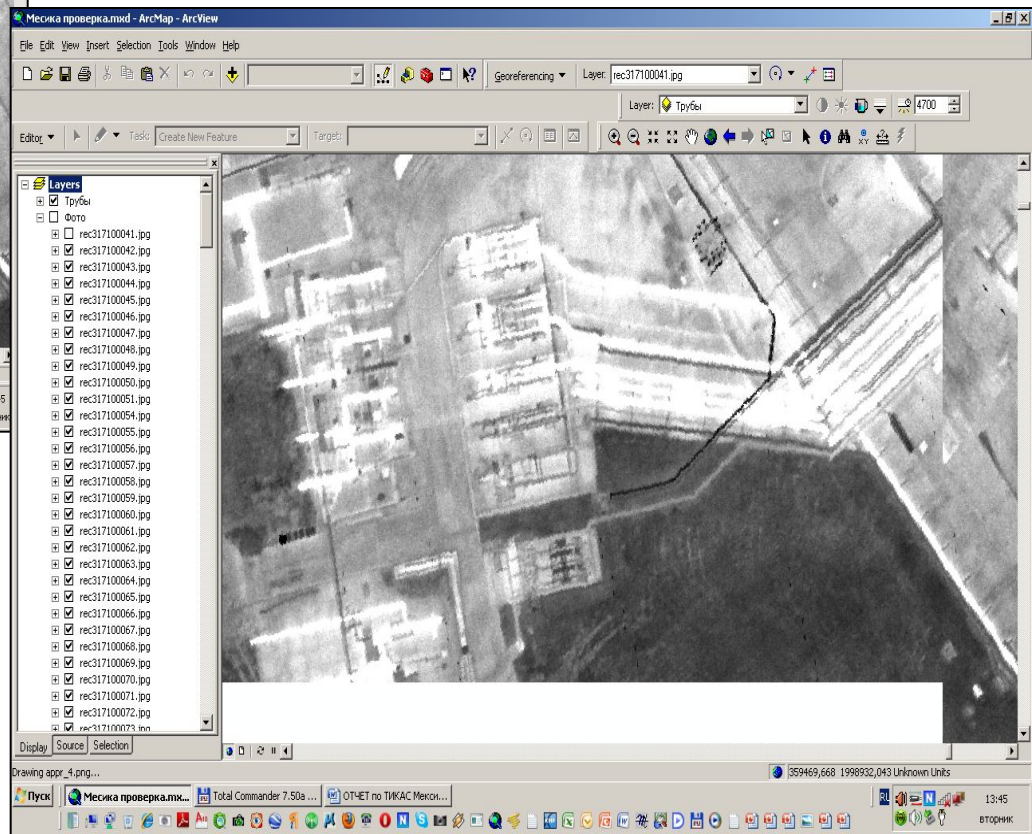 Месика проверка.mxd - ArcMap - ArcView
File Edit View Insert Selection Tools Window Help
Georeferencing Layer: rec317100041.jpg
Layer: Трубы 4700
Editor Task: Create New Feature Target:
Layers
Трубы
Фото
rec317100041.jpg
rec317100042.jpg
rec317100043.jpg
rec317100044.jpg
rec317100045.jpg
rec317100046.jpg
rec317100047.jpg
rec317100048.jpg
rec317100049.jpg
rec317100050.jpg
rec317100051.jpg
rec317100054.jpg
rec317100055.jpg
rec317100056.jpg
rec317100057.jpg
rec317100058.jpg
rec317100059.jpg
rec317100060.jpg
rec317100061.jpg
rec317100062.jpg
rec317100063.jpg
rec317100064.jpg
rec317100065.jpg
rec317100066.jpg
rec317100067.jpg
rec317100068.jpg
rec317100069.jpg
rec317100070.jpg
rec317100071.jpg
rec317100072.jpg
rec317100073.jpg
Display Source Selection
Drawing appr_4.png...
359469,668 1998932,043 Unknown Units
Пуск Месика проверка.mx... Total Commander 7.50a ... ОТЧЕТ по ТИКАС Мекси... RU 13:45
вторник